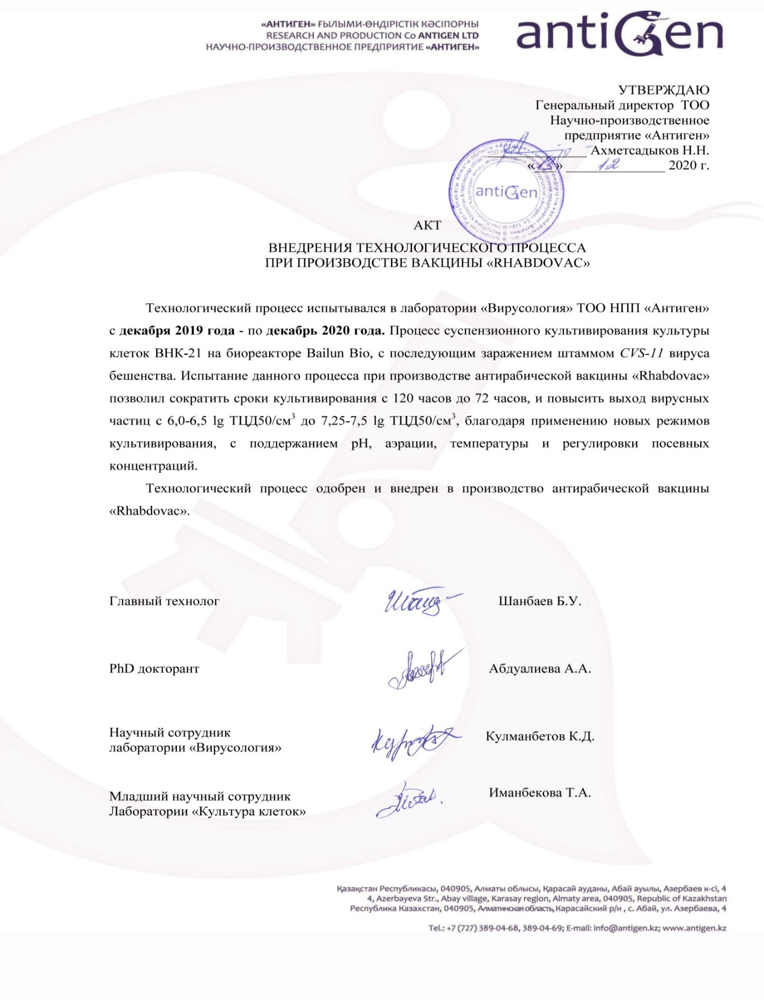 «АНТИГЕН» ҒЫЛЫМИ-ӨНДІРІСТІК КӘСІПОРНЫ
RESEARCH AND PRODUCTION Co ANTIGEN LTD
НАУЧНО-ПРОИЗВОДСТВЕННОЕ ПРЕДПРИЯТИЕ «АНТИГЕН»
antiGen
УТВЕРЖДАЮ
Генеральный директор ТОО
Научно-производственное
предприятие «Антиген»
Ахметсадыков Н.Н.
«13» 12 2020 г.
antiGen
АКТ
ВНЕДРЕНИЯ ТЕХНОЛОГИЧЕСКОГО ПРОЦЕССА
ПРИ ПРОИЗВОДСТВЕ ВАКЦИНЫ «RHABDOVAC»
Технологический процесс испытывался в лаборатории «Вирусология» ТОО НПП «Антиген»
с декабря 2019 года - по декабрь 2020 года. Процесс суспензионного культивирования культуры
клеток ВНК-21 на биореакторе Bailun Bio, с последующим заражением штаммом CVS-11 вируса
бешенства. Испытание данного процесса при производстве антирабической вакцины «Rhabdovac»
позволил сократить сроки культивирования с 120 часов до 72 часов, и повысить выход вирусных
частиц с 6,0-6,5 lg ТЦД50/см³ до 7,25-7,5 lg ТЦД50/см³, благодаря применению новых режимов
культивирования, с поддержанием рН, аэрации, температуры и регулировки посевных
концентраций.
Технологический процесс одобрен и внедрен в производство антирабической вакцины
«Rhabdovac».
Главный технолог Шанбаев Б.У.
PhD докторант Абдуалиева А.А.
Научный сотрудник
лаборатории «Вирусология» Кулманбетов К.Д.
Младший научный сотрудник Иманбекова Т.А.
Лаборатории «Культура клеток»
Қазақстан Республикасы, 040905, Алматы облысы, Қарасай ауданы, Абай ауылы, Азербаев к-сі, 4
4, Azerbayeva Str., Abay village, Karasay region, Almaty area, 040905, Republic of Kazakhstan
Республика Казахстан, 040905, Алматинская область, Карасайский р/н , с. Абай, ул. Азербаева, 4
Tel.: +7 (727) 389-04-68, 389-04-69; E-mail: info@antigen.kz; www.antigen.kz